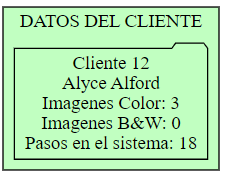 DATOS DEL CLIENTE
Cliente 12
Alyce Alford
Imagenes Color: 3
Imagenes B&W: 0
Pasos en el sistema: 18